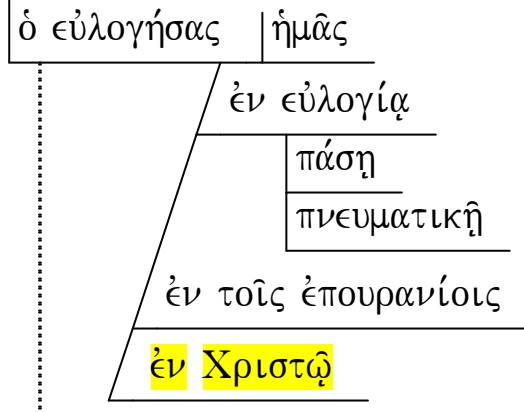 ὁ εὐλογήσας ἡμᾶς
ἐν εὐλογίᾳ
πάσῃ
πνευματικῇ
ἐν τοῖς ἐπουρανίοις
ἐν Χριστῷ